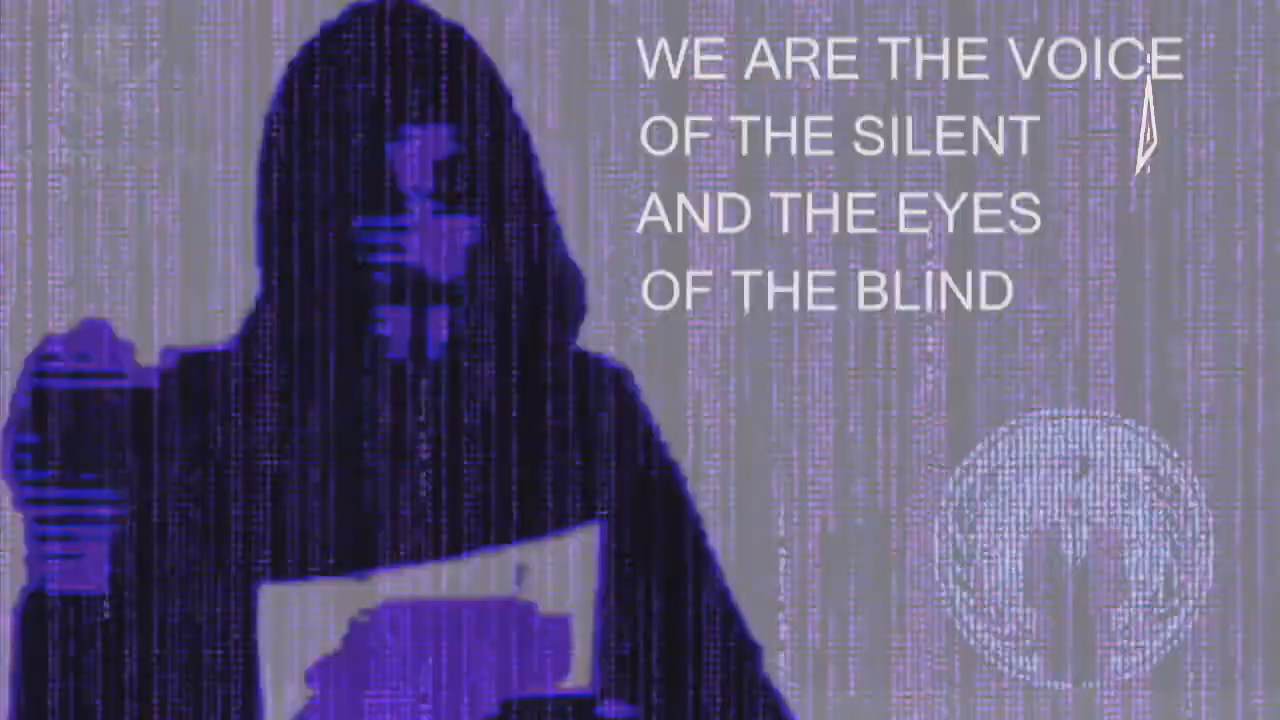 WE ARE THE VOICE
OF THE SILENT
AND THE EYES
OF THE BLIND